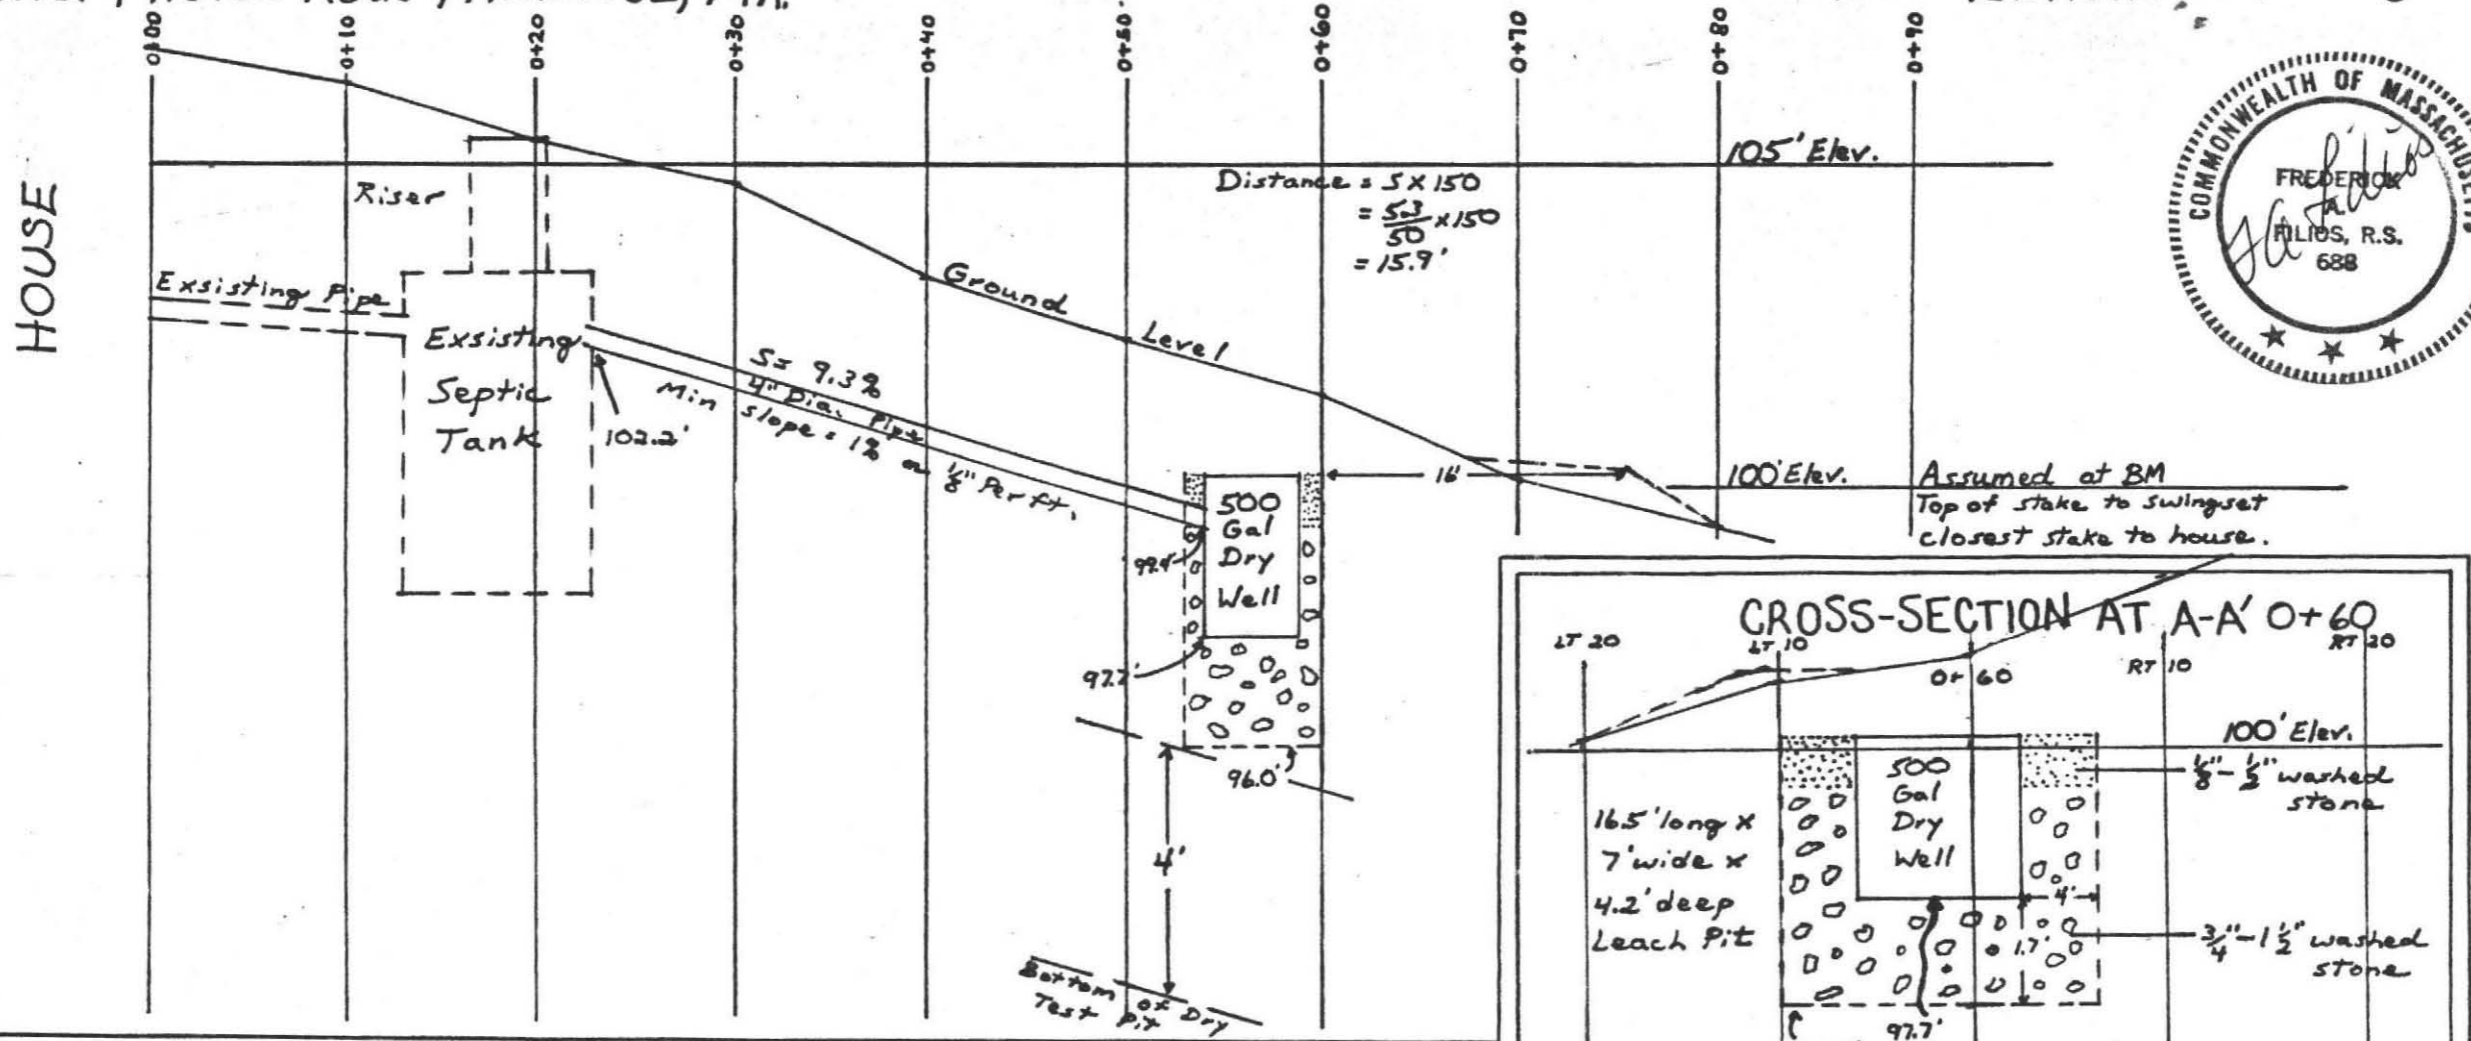 0+00
0+10
0+20
0+30
0+40
0+50
0+60
0+70
0+80
0+90
HOUSE
105' Elev.
Riser
Distance = S x 150
= 5.3/50 x 150
= 15.9'
COMMONWEALTH OF MASSACHUSETTS
FREDERICK
A.
FILIOS, R.S.
688
Exsisting Pipe
Exsisting
Septic
Tank
102.2'
Ground Level
S= 9.3%
4" Dia. Pipe
Min slope = 1% or 1/8" Per ft.
16'
100' Elev. Assumed at BM
Top of stake to swingset
closest stake to house.
500
Gal
Dry
Well
99.4'
97.7'
96.0'
4'
Bottom of Dry
Test Pit
CROSS-SECTION AT A-A' 0+60
LT 20
LT 10
0+60
RT 10
RT 20
100' Elev.
500
Gal
Dry
Well
1/8"-1/2" washed
stone
16.5' long x
7' wide x
4.2' deep
Leach Pit
4'
1.7'
3/4"-1 1/2" washed
stone
97.7'